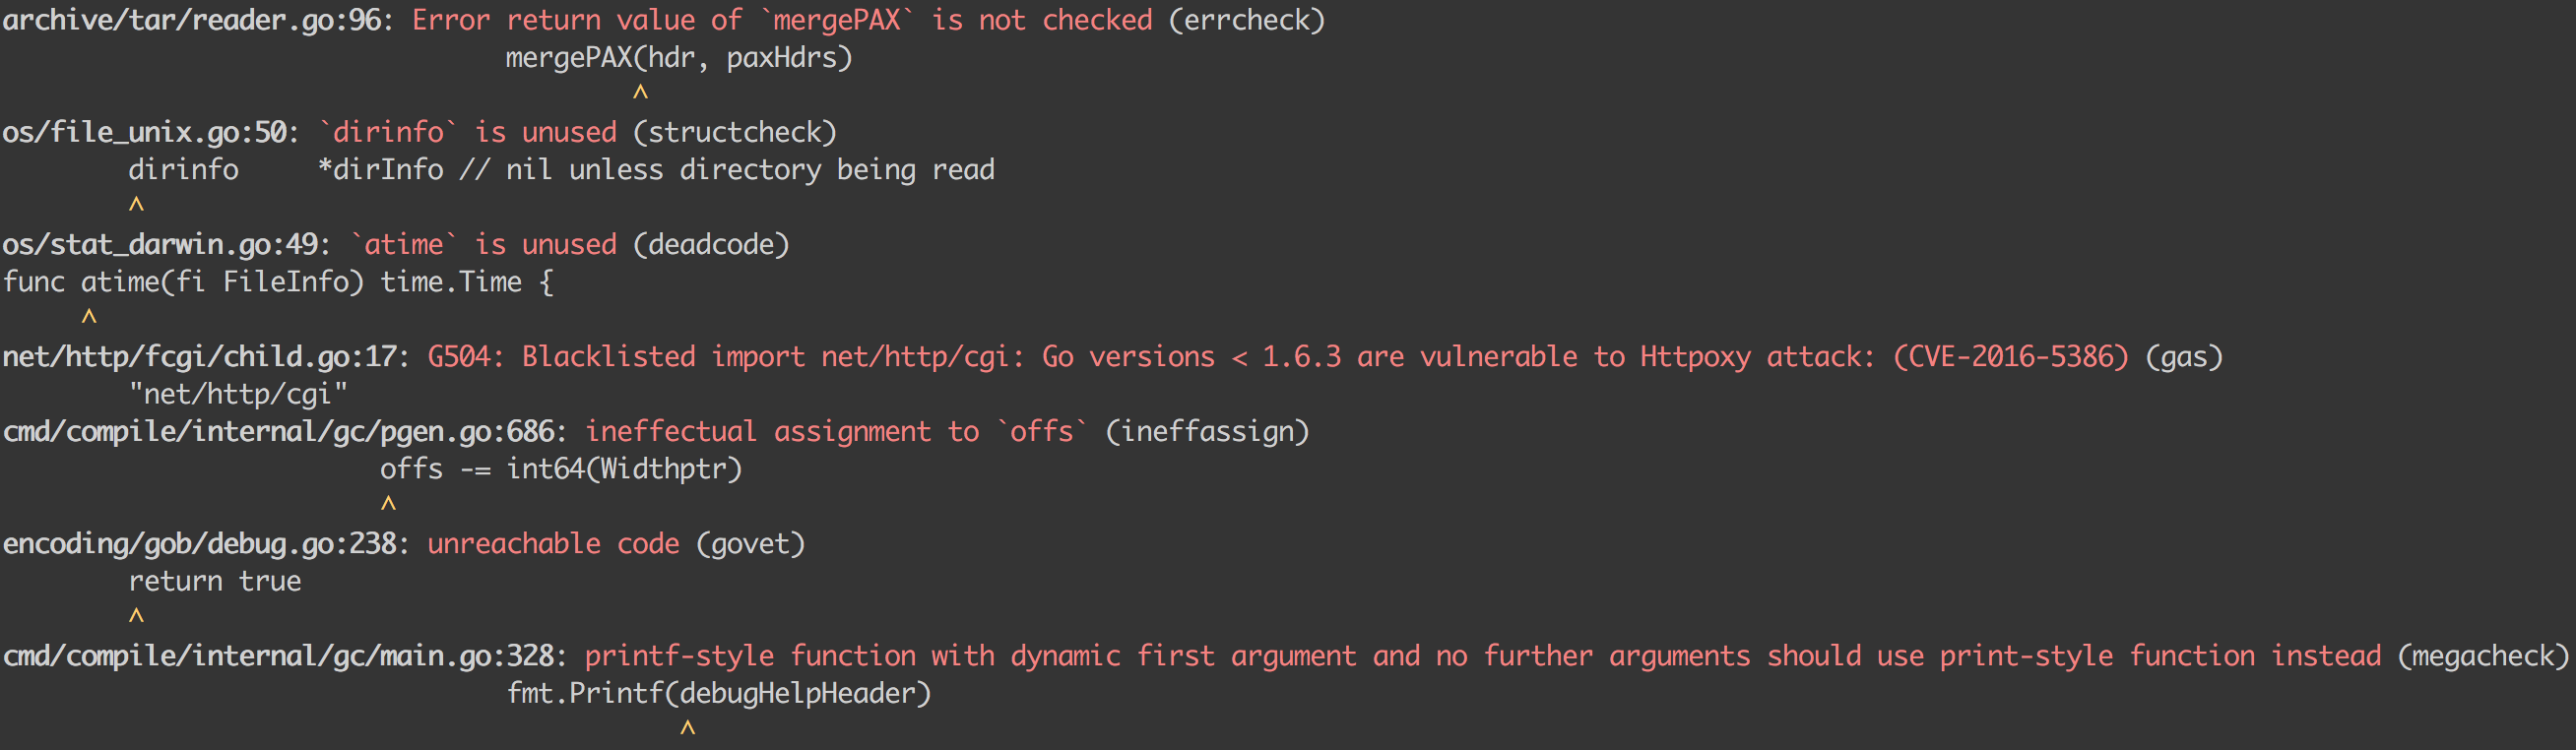 archive/tar/reader.go:96: Error return value of `mergePAX` is not checked (errcheck)
                                mergePAX(hdr, paxHdrs)
                                        ^
os/file_unix.go:50: `dirinfo` is unused (structcheck)
        dirinfo     *dirInfo // nil unless directory being read
        ^
os/stat_darwin.go:49: `atime` is unused (deadcode)
func atime(fi FileInfo) time.Time {
     ^
net/http/fcgi/child.go:17: G504: Blacklisted import net/http/cgi: Go versions < 1.6.3 are vulnerable to Httpoxy attack: (CVE-2016-5386) (gas)
        "net/http/cgi"
cmd/compile/internal/gc/pgen.go:686: ineffectual assignment to `offs` (ineffassign)
                        offs -= int64(Widthptr)
                        ^
encoding/gob/debug.go:238: unreachable code (govet)
        return true
        ^
cmd/compile/internal/gc/main.go:328: printf-style function with dynamic first argument and no further arguments should use print-style function instead (megacheck)
                                fmt.Printf(debugHelpHeader)
                                           ^